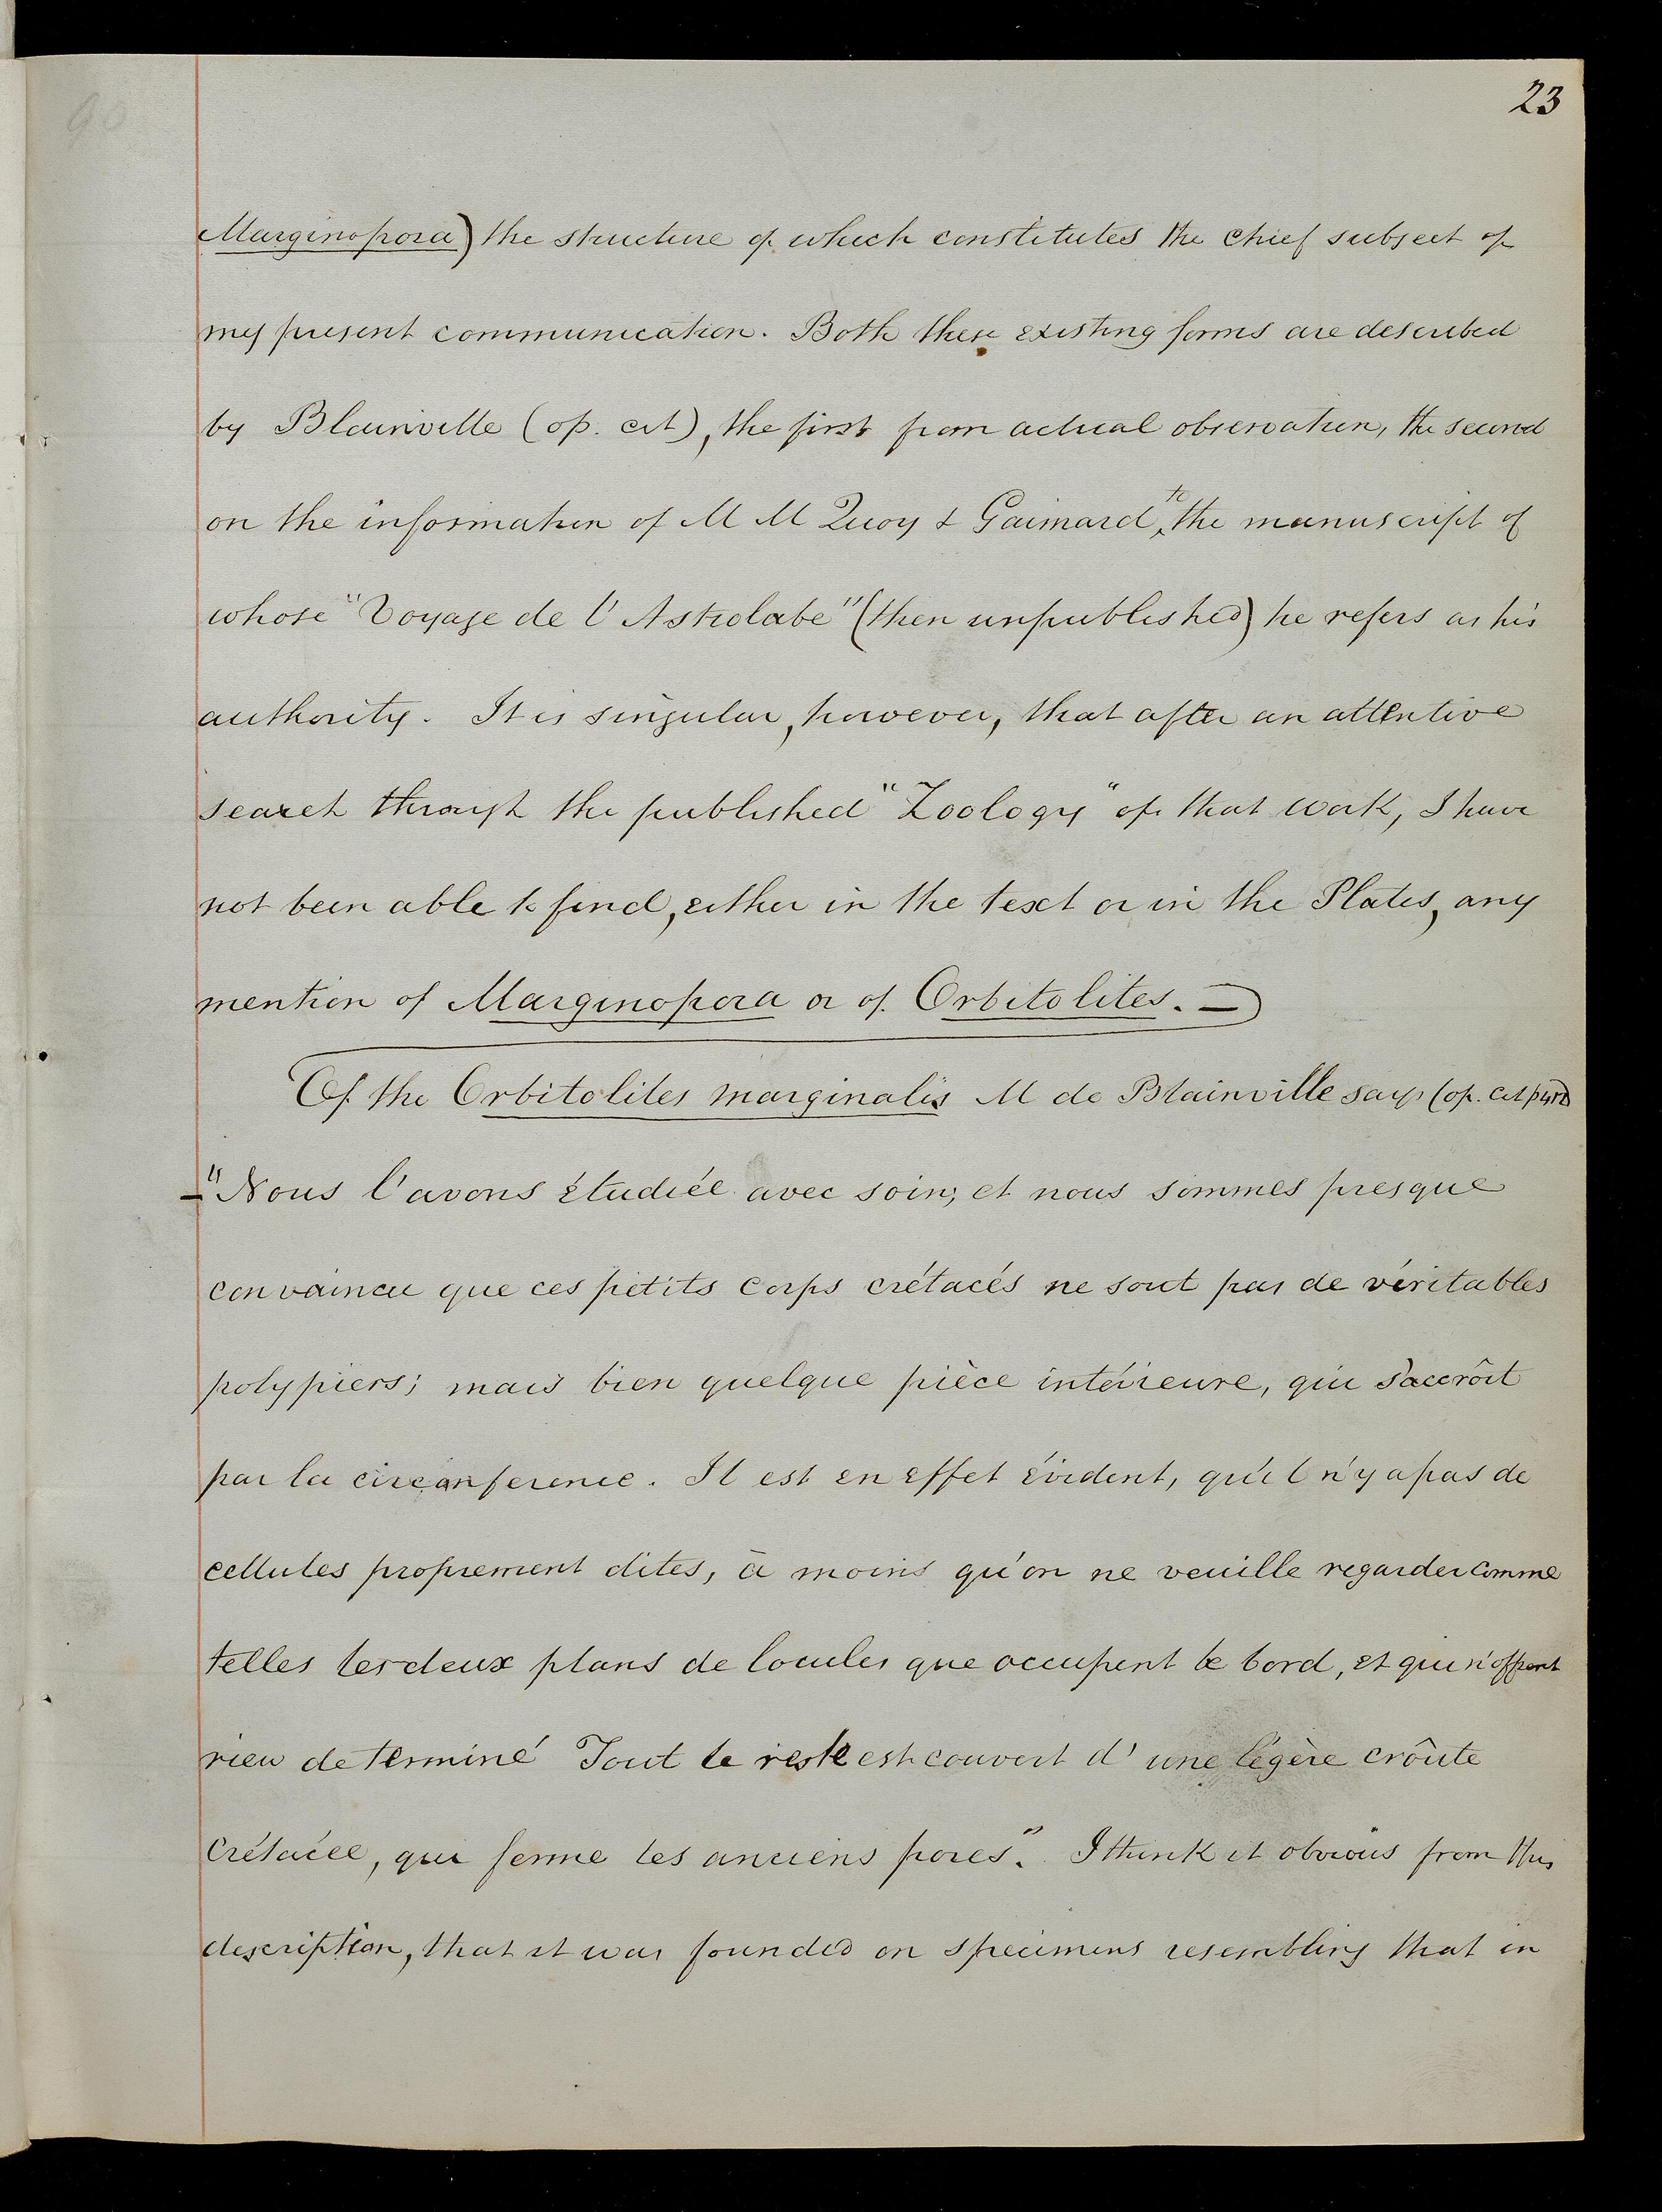 90
23
Marginopora) the structure of which constitutes the chief subject of
my present communication. Both these existing forms are described
by Blainville (op. cit), the first from actual observation, the second
on the information of M M Quoy & Gaimard, to the manuscript of
whose "Voyage de l'Astrolabe" (then unpublished) he refers as his
authority. It is singular, however, that after an attentive
search through the published "Zoology" of that work, I have
not been able to find, either in the text or in the Plates, any
mention of Marginopora or of Orbitolites. —
Of the Orbitolites marginalis M de Blainville says (op. cit p
— "Nous l'avons étudiée avec soin, et nous sommes presque
convaincu que ces petits corps crétacés ne sont pas de véritables
polypiers; mais bien quelque pièce intérieure, qui s'accrôit
par la circonference. Il est en effet évident, qu'il n'y a pas de
cellules proprement dites, à moins qu'on ne veuille regarder comme
telles les deux plans de locules que occupent le bord, et qui n'offrent
rien determiné Tout le reste est couvert d'une légère crôute
crétacée, qui ferme les anciens pores". I think it obvious from this
description, that it was founded on specimens resembling that in